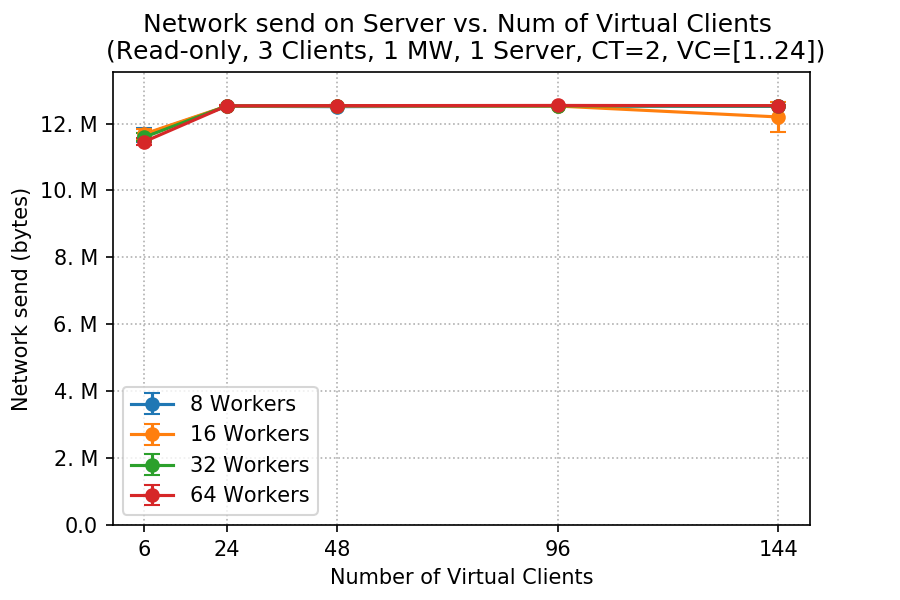 Network send on Server vs. Num of Virtual Clients
(Read-only, 3 Clients, 1 MW, 1 Server, CT=2, VC=[1..24])
Network send (bytes)
12. M
10. M
8. M
6. M
4. M
2. M
0.0
8 Workers
16 Workers
32 Workers
64 Workers
6 24 48 96 144
Number of Virtual Clients